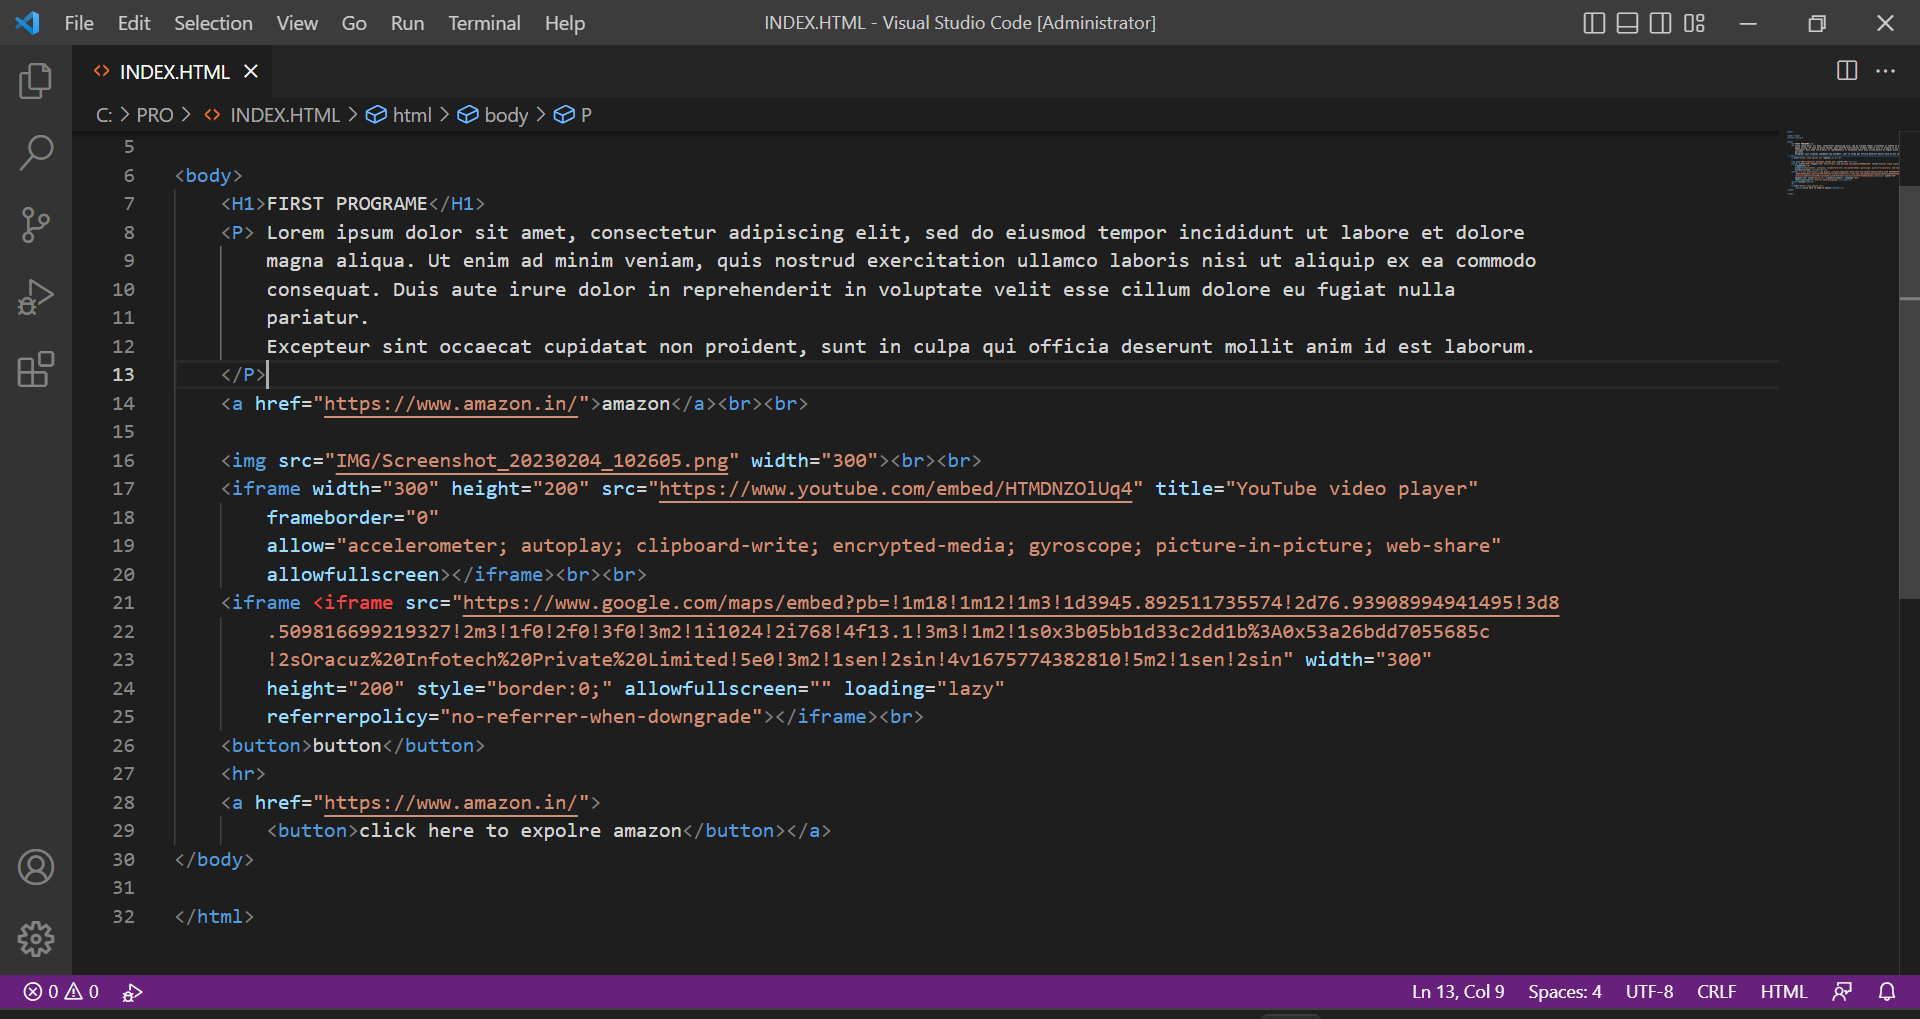 File Edit Selection View Go Run Terminal Help
INDEX.HTML - Visual Studio Code [Administrator]
<> INDEX.HTML
C: > PRO > <> INDEX.HTML > html > body > P
5
6 <body>
7 <H1>FIRST PROGRAME</H1>
8 <P> Lorem ipsum dolor sit amet, consectetur adipiscing elit, sed do eiusmod tempor incididunt ut labore et dolore
9 magna aliqua. Ut enim ad minim veniam, quis nostrud exercitation ullamco laboris nisi ut aliquip ex ea commodo
10 consequat. Duis aute irure dolor in reprehenderit in voluptate velit esse cillum dolore eu fugiat nulla
11 pariatur.
12 Excepteur sint occaecat cupidatat non proident, sunt in culpa qui officia deserunt mollit anim id est laborum.
13 </P>
14 <a href="https://www.amazon.in/">amazon</a><br><br>
15
16 <img src="IMG/Screenshot_20230204_102605.png" width="300"><br><br>
17 <iframe width="300" height="200" src="https://www.youtube.com/embed/HTMDNZOlUq4" title="YouTube video player"
18 frameborder="0"
19 allow="accelerometer; autoplay; clipboard-write; encrypted-media; gyroscope; picture-in-picture; web-share"
20 allowfullscreen></iframe><br><br>
21 <iframe <iframe src="https://www.google.com/maps/embed?pb=!1m18!1m12!1m3!1d3945.892511735574!2d76.93908994941495!3d8
22 .509816699219327!2m3!1f0!2f0!3f0!3m2!1i1024!2i768!4f13.1!3m3!1m2!1s0x3b05bb1d33c2dd1b%3A0x53a26bdd7055685c
23 !2sOracuz%20Infotech%20Private%20Limited!5e0!3m2!1sen!2sin!4v1675774382810!5m2!1sen!2sin" width="300"
24 height="200" style="border:0;" allowfullscreen="" loading="lazy"
25 referrerpolicy="no-referrer-when-downgrade"></iframe><br>
26 <button>button</button>
27 <hr>
28 <a href="https://www.amazon.in/">
29 <button>click here to expolre amazon</button></a>
30 </body>
31
32 </html>
0 0 Ln 13, Col 9 Spaces: 4 UTF-8 CRLF HTML